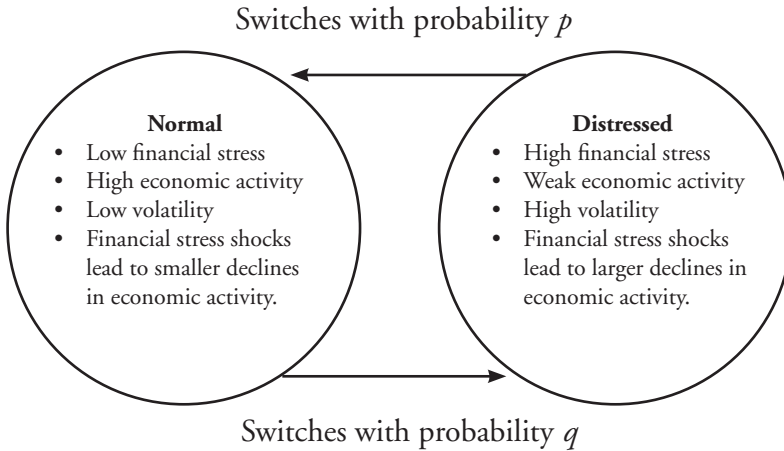 Switches with probability p
Normal
• Low financial stress
• High economic activity
• Low volatility
• Financial stress shocks
lead to smaller declines
in economic activity.
Distressed
• High financial stress
• Weak economic activity
• High volatility
• Financial stress shocks
lead to larger declines in
economic activity.
Switches with probability q